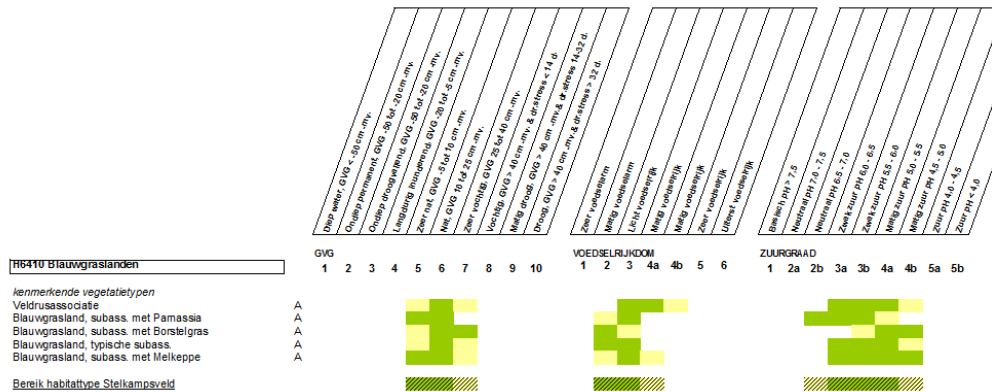 Diep water, GVG < -50 cm -mv.
Ondiep permanent, GVG -50 tot -20 cm -mv.
Ondiep droogvallend, GVG -50 tot -20 cm -mv.
Langdurig inunderend, GVG -20 tot -5 cm -mv.
Zeer nat, GVG -5 tot 10 cm -mv.
Nat, GVG 10 tot 25 cm -mv.
Zeer vochtig, GVG 25 tot 40 cm -mv.
Vochtig, GVG > 40 cm -mv. & dr.stress < 14 d.
Matig droog, GVG > 40 cm -mv. & dr.stress 14-32 d.
Droog, GVG > 40 cm -mv. & dr.stress > 32 d.
Zeer voedselarm
Matig voedselarm
Licht voedselrijk
Matig voedselrijk
Matig voedselrijk
Zeer voedselrijk
Uiterst voedselrijk
Basisch pH > 7.5
Neutraal pH 7.0 - 7.5
Neutraal pH 6.5 - 7.0
Zwak zuur pH 6.0 - 6.5
Zwak zuur pH 5.5 - 6.0
Matig zuur pH 5.0 - 5.5
Matig zuur pH 4.5 - 5.0
Zuur pH 4.0 - 4.5
Zuur pH < 4.0
GVG VOEDSELRIJKDOM ZUURGRAAD
H6410 Blauwgraslanden 1 2 3 4 5 6 7 8 9 10 1 2 3 4a 4b 5 6 1 2a 2b 3a 3b 4a 4b 5a 5b
kenmerkende vegetatietypen
Veldrusassociatie A
Blauwgrasland, subass. met Parnassia A
Blauwgrasland, subass. met Borstelgras A
Blauwgrasland, typische subass. A
Blauwgrasland, subass. met Melkeppe A
Bereik habitattype Stelkampsveld